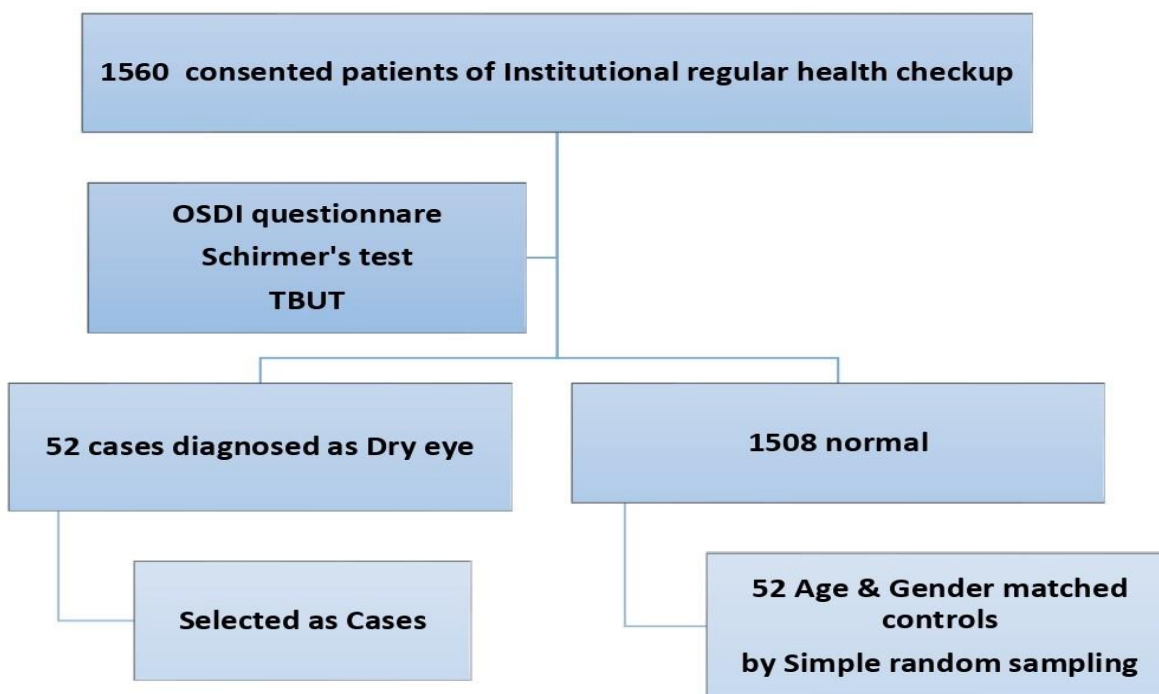 1560 consented patients of Institutional regular health checkup
OSDI questionnare
Schirmer's test
TBUT
52 cases diagnosed as Dry eye
1508 normal
Selected as Cases
52 Age & Gender matched
controls
by Simple random sampling